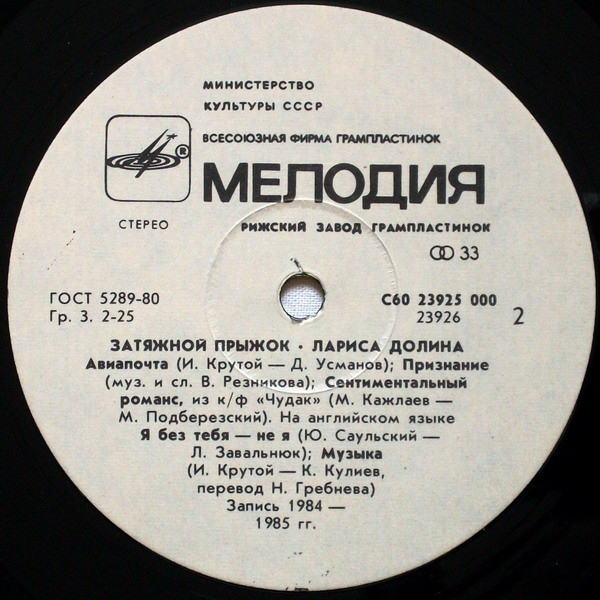 МИНИСТЕРСТВО
КУЛЬТУРЫ СССР
ВСЕСОЮЗНАЯ ФИРМА ГРАМПЛАСТИНОК
®
МЕЛОДИЯ
СТЕРЕО
РИЖСКИЙ ЗАВОД ГРАМПЛАСТИНОК
33
ГОСТ 5289-80
Гр. 3. 2-25
С60 23925 000
23926
2
ЗАТЯЖНОЙ ПРЫЖОК · ЛАРИСА ДОЛИНА
Авиапочта (И. Крутой — Д. Усманов); Признание
(муз. и сл. В. Резникова); Сентиментальный
романс, из к/ф «Чудак» (М. Кажлаев —
М. Подберезский). На английском языке
Я без тебя — не я (Ю. Саульский —
Л. Завальнюк); Музыка
(И. Крутой — К. Кулиев,
перевод Н. Гребнева)
Запись 1984 —
1985 гг.